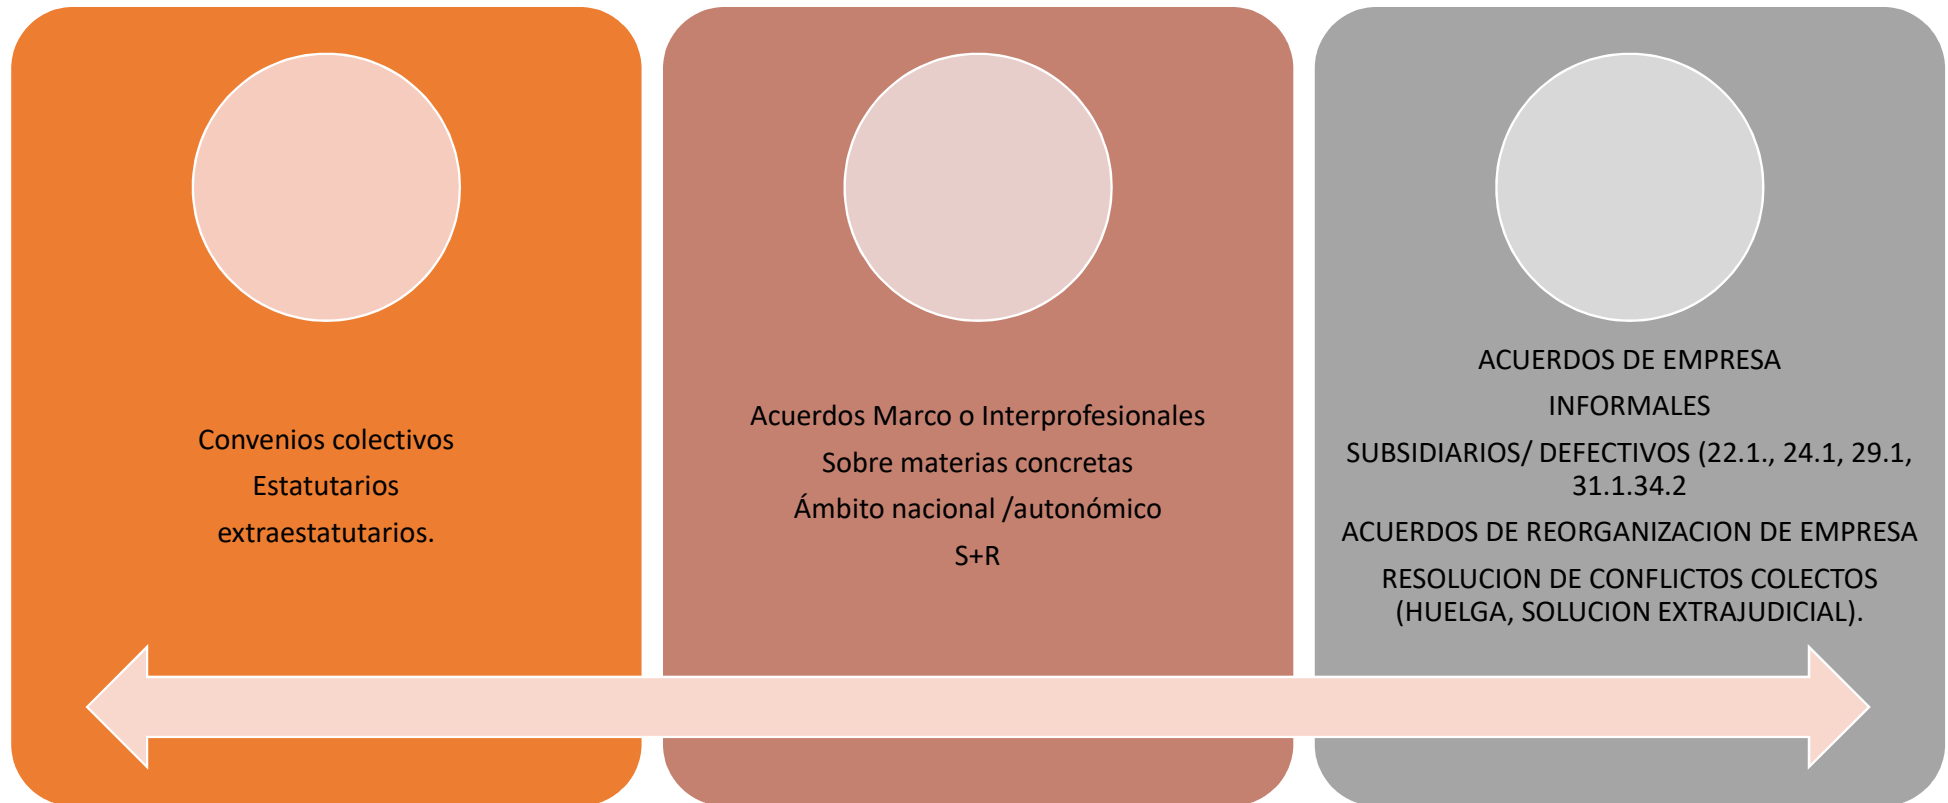 Convenios colectivos
Estatutarios
extraestatutarios.
Acuerdos Marco o Interprofesionales
Sobre materias concretas
Ámbito nacional /autonómico
S+R
ACUERDOS DE EMPRESA
INFORMALES
SUBSIDIARIOS/ DEFECTIVOS (22.1., 24.1, 29.1,
31.1.34.2
ACUERDOS DE REORGANIZACION DE EMPRESA
RESOLUCION DE CONFLICTOS COLECTOS
(HUELGA, SOLUCION EXTRAJUDICIAL).